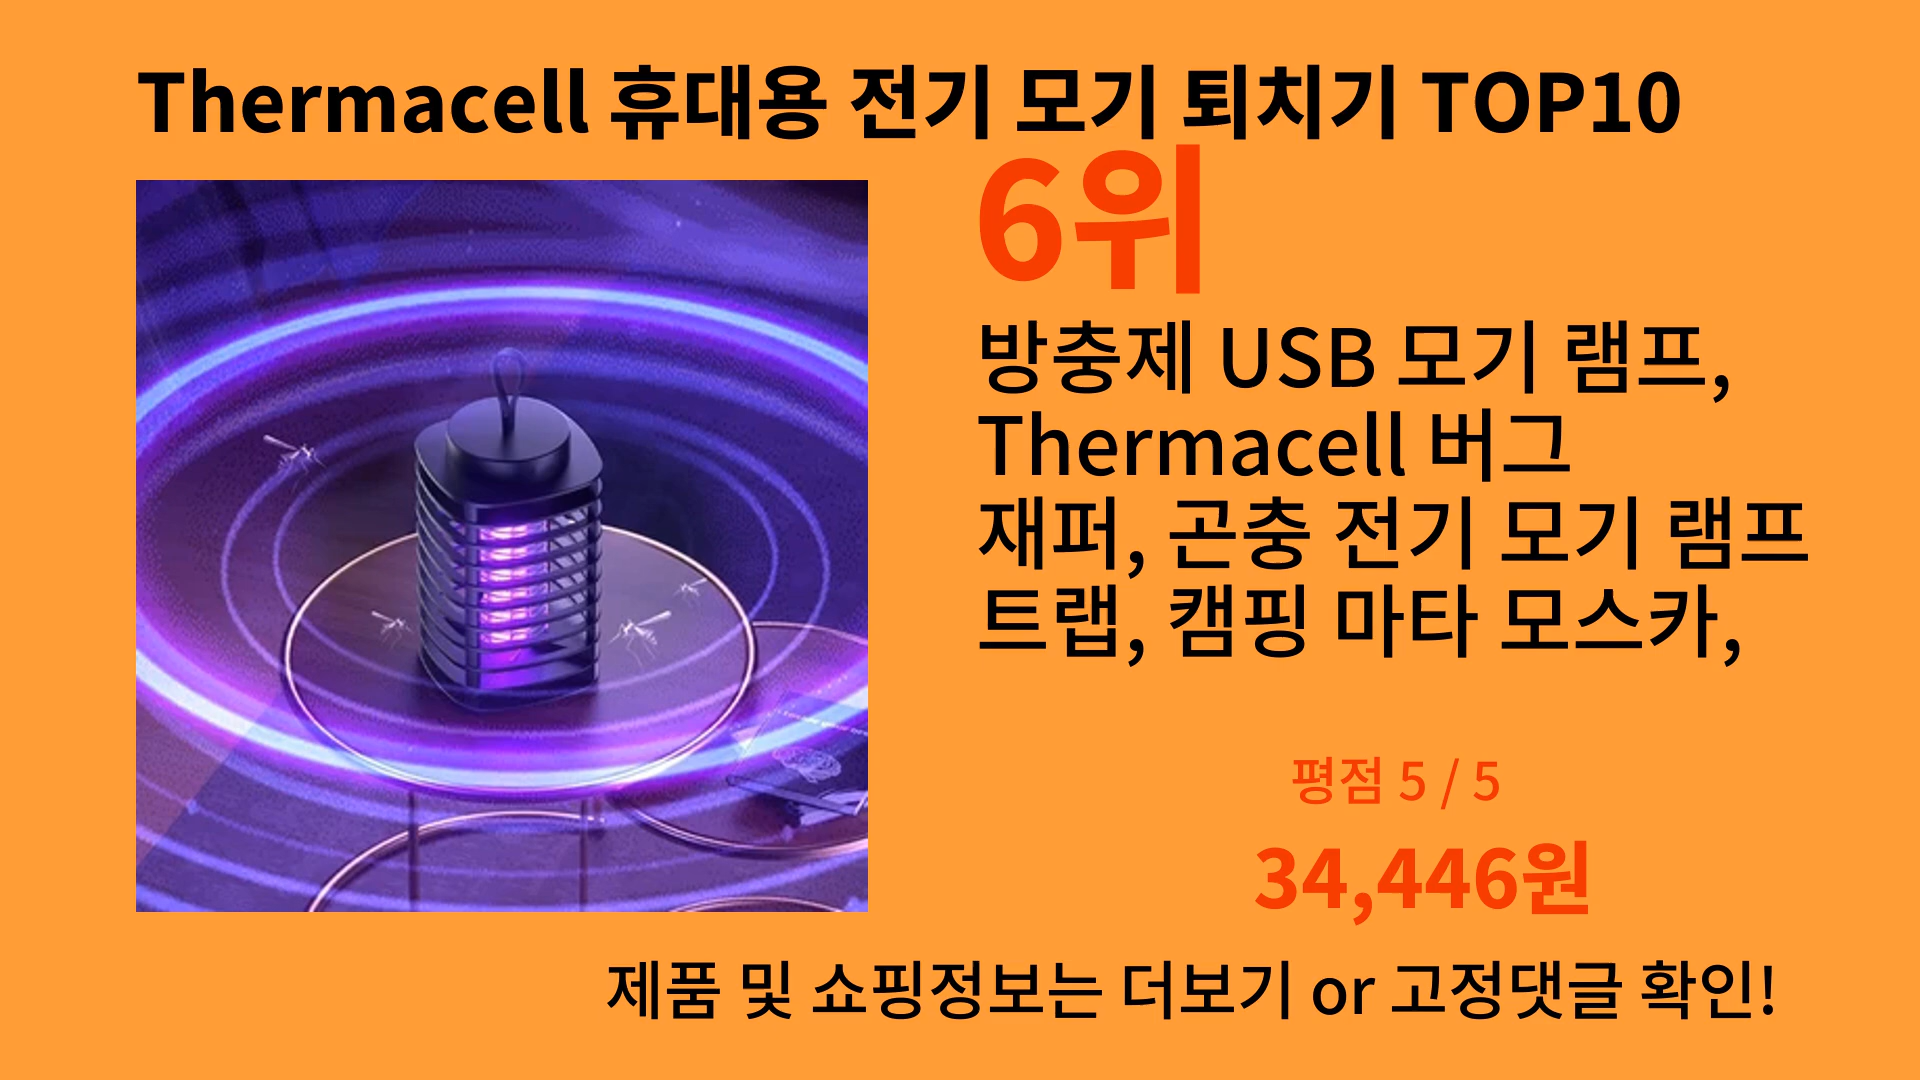 Thermacell 휴대용 전기 모기 퇴치기 TOP10
6위
방충제 USB 모기 램프,
Thermacell 버그
재퍼, 곤충 전기 모기 램프
트랩, 캠핑 마타 모스카,
평점 5 / 5
34,446원
제품 및 쇼핑정보는 더보기 or 고정댓글 확인!